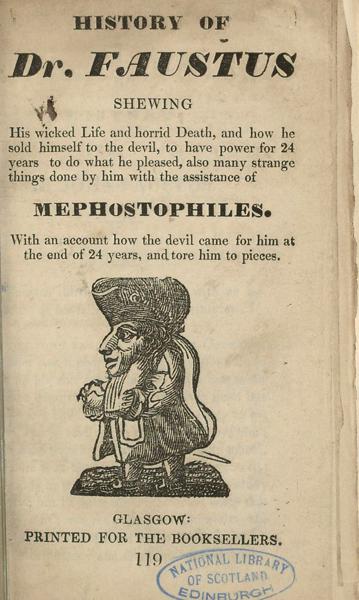 HISTORY OF
Dr. FAUSTUS
SHEWING
His wicked Life and horrid Death, and how he
sold himself to the devil, to have power for 24
years to do what he pleased, also many strange
things done by him with the assistance of
MEPHOSTOPHILES.
With an account how the devil came for him at
the end of 24 years, and tore him to pieces.
GLASGOW:
PRINTED FOR THE BOOKSELLERS.
119
NATIONAL LIBRARY
OF SCOTLAND
EDINBURGH